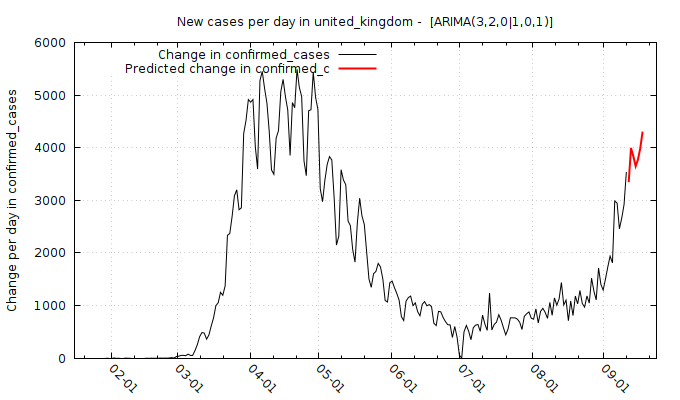 New cases per day in united_kingdom -  [ARIMA(3,2,0|1,0,1)]
Change in confirmed_cases
Predicted change in confirmed_c
Change per day in confirmed_cases
6000
5000
4000
3000
2000
1000
0
02-01 03-01 04-01 05-01 06-01 07-01 08-01 09-01